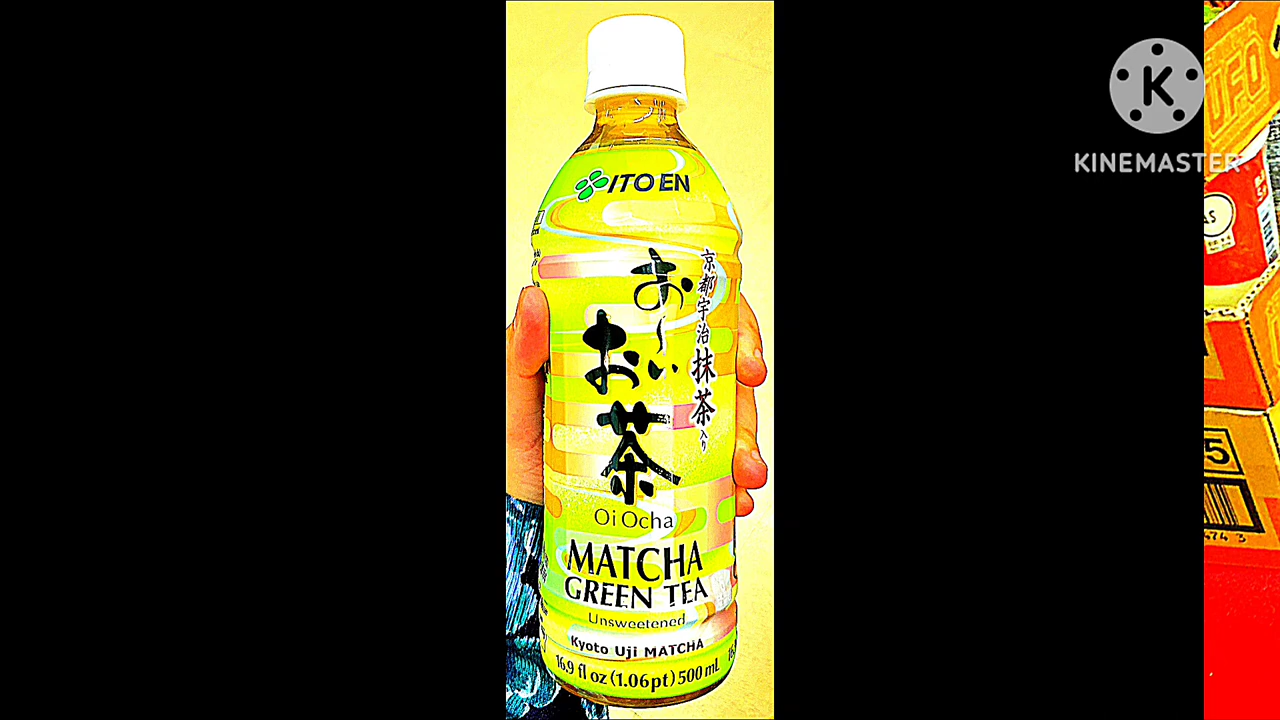 ITO EN
お〜い
お茶
京都宇治抹茶入り
Oi Ocha
MATCHA
GREEN TEA
Unsweetened
Kyoto Uji MATCHA
16.9 fl oz (1.06pt) 500 mL
KINEMASTER
UFO